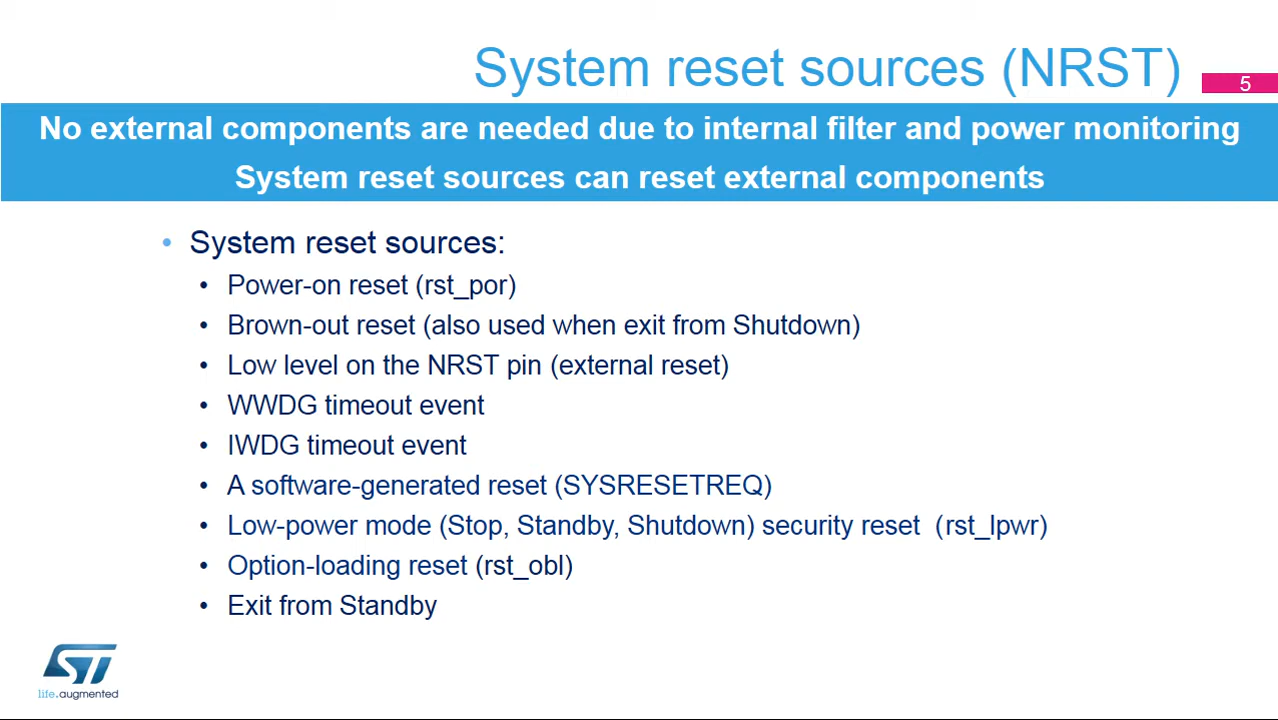 System reset sources (NRST)
5
No external components are needed due to internal filter and power monitoring
System reset sources can reset external components
• System reset sources:
• Power-on reset (rst_por)
• Brown-out reset (also used when exit from Shutdown)
• Low level on the NRST pin (external reset)
• WWDG timeout event
• IWDG timeout event
• A software-generated reset (SYSRESETREQ)
• Low-power mode (Stop, Standby, Shutdown) security reset (rst_lpwr)
• Option-loading reset (rst_obl)
• Exit from Standby
ST
life.augmented